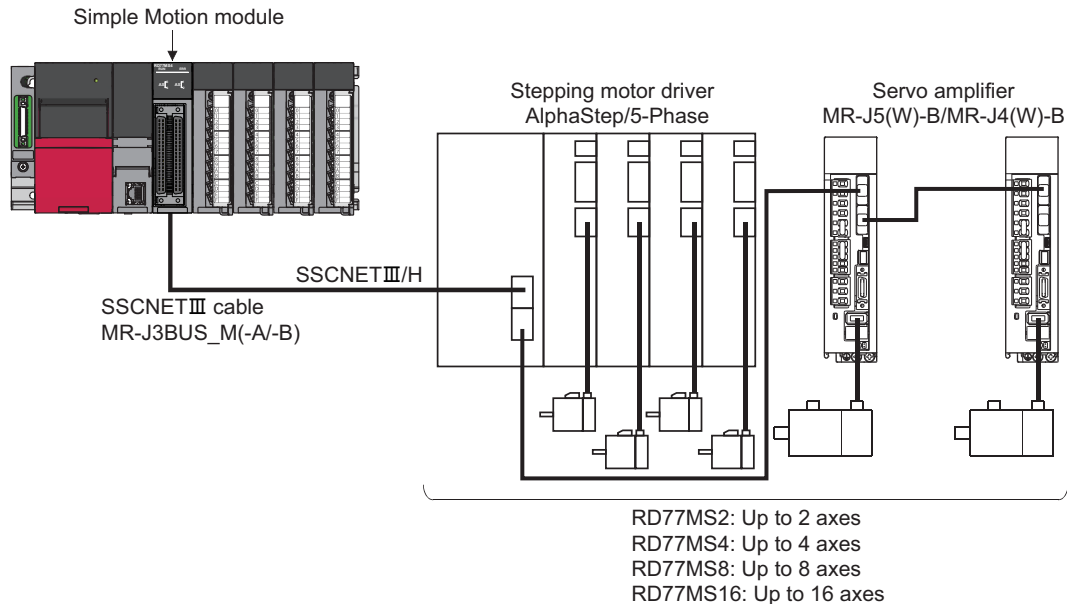 Simple Motion module
RD77MS4
Stepping motor driver
AlphaStep/5-Phase
Servo amplifier
MR-J5(W)-B/MR-J4(W)-B
SSCNETⅢ/H
SSCNETⅢ cable
MR-J3BUS_M(-A/-B)
RD77MS2: Up to 2 axes
RD77MS4: Up to 4 axes
RD77MS8: Up to 8 axes
RD77MS16: Up to 16 axes